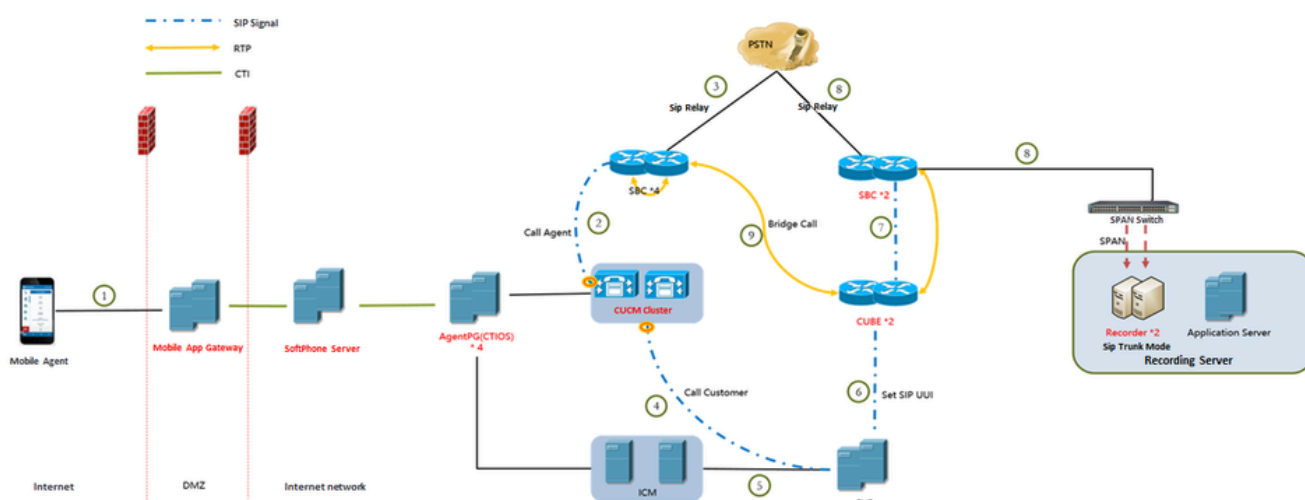 SIP Signal
RTP
CTI
PSTN
3
8
Sip Relay
Sip Relay
8
SBC *4
SBC *2
SPAN Switch
2
Call Agent
9
Bridge Call
7
SPAN
1
CUCM Cluster
CUBE *2
Recorder *2
Application Server
Sip Trunk Mode
Recording Server
Mobile Agent
Mobile App Gateway
SoftPhone Server
AgentPG(CTIOS)
* 4
4
Call Customer
6
Set SIP UUI
5
ICM
Internet
DMZ
Internet network